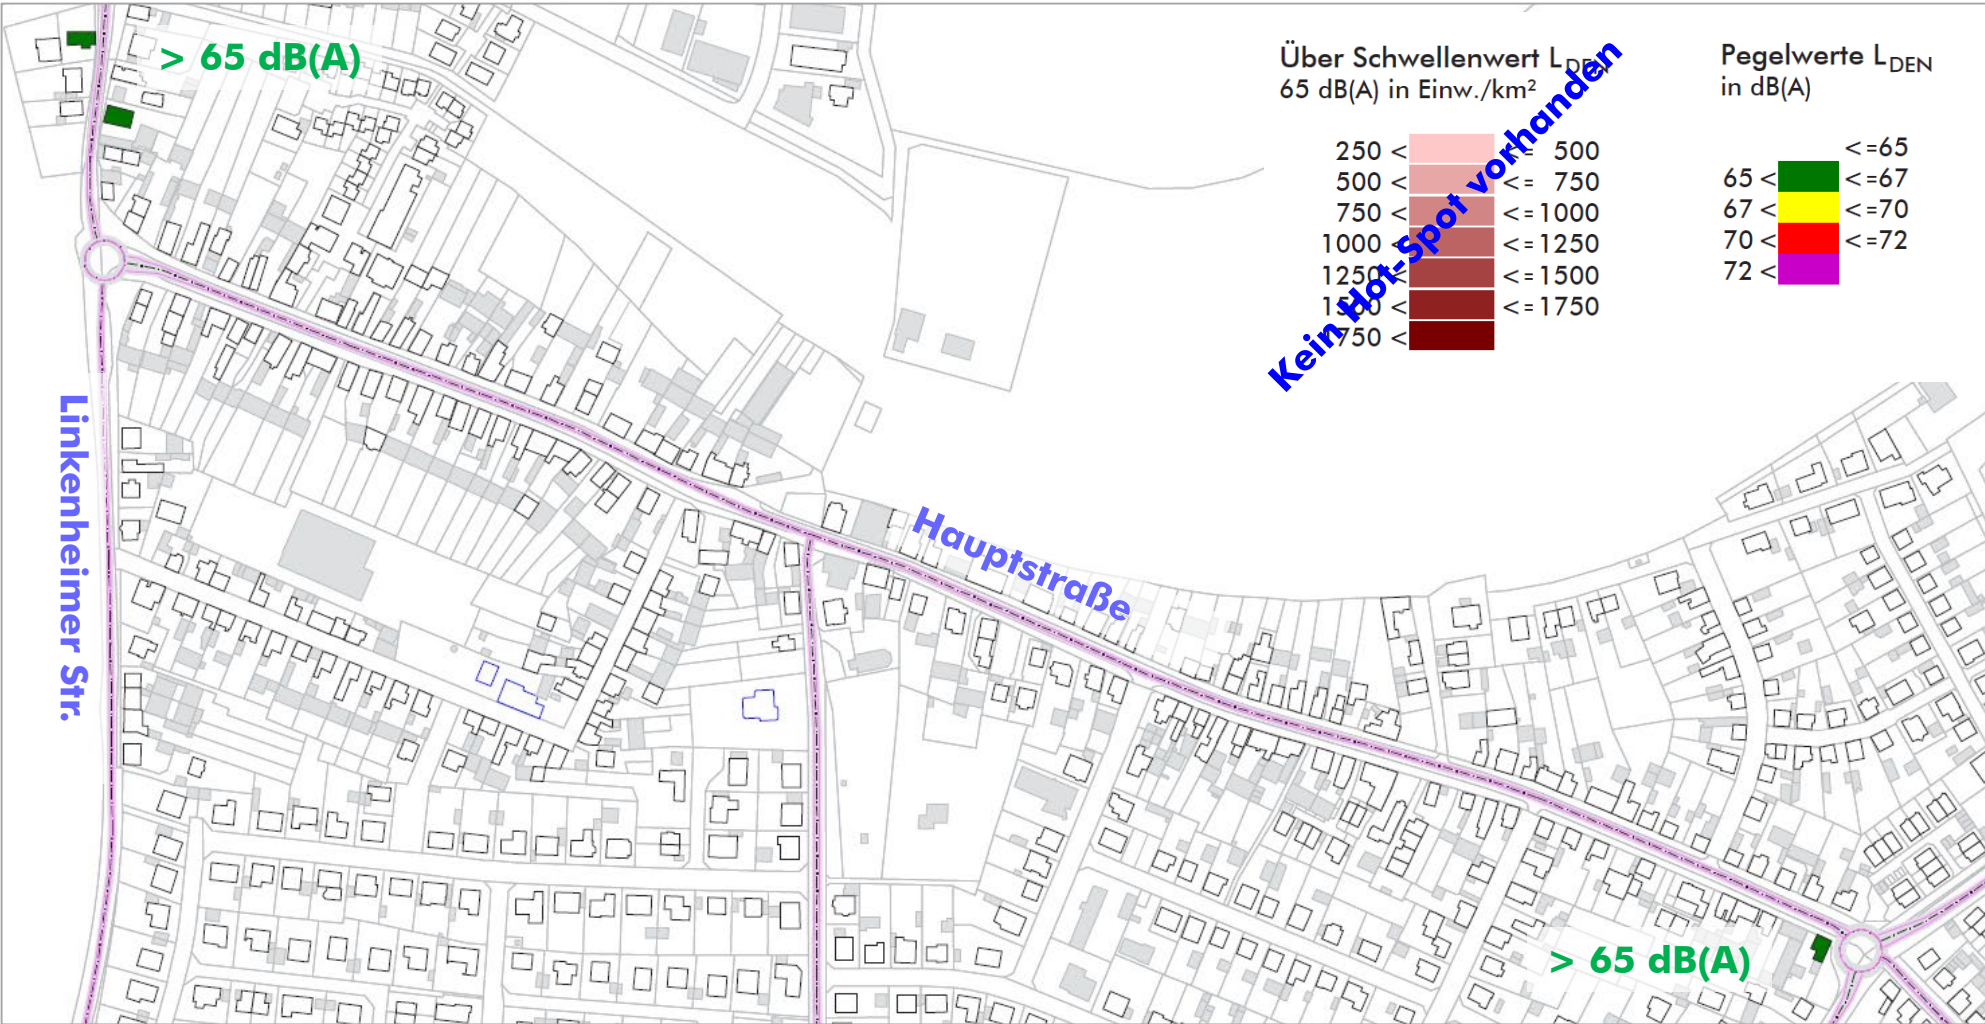 > 65 dB(A)
Über Schwellenwert LDEN
65 dB(A) in Einw./km²
250 < <= 500
500 < <= 750
750 < <= 1000
1000 < <= 1250
1250 < <= 1500
1500 < <= 1750
1750 <
Kein Hot-Spot vorhanden
Pegelwerte LDEN
in dB(A)
<=65
65 < <=67
67 < <=70
70 < <=72
72 <
Linkenheimer Str.
Hauptstraße
> 65 dB(A)